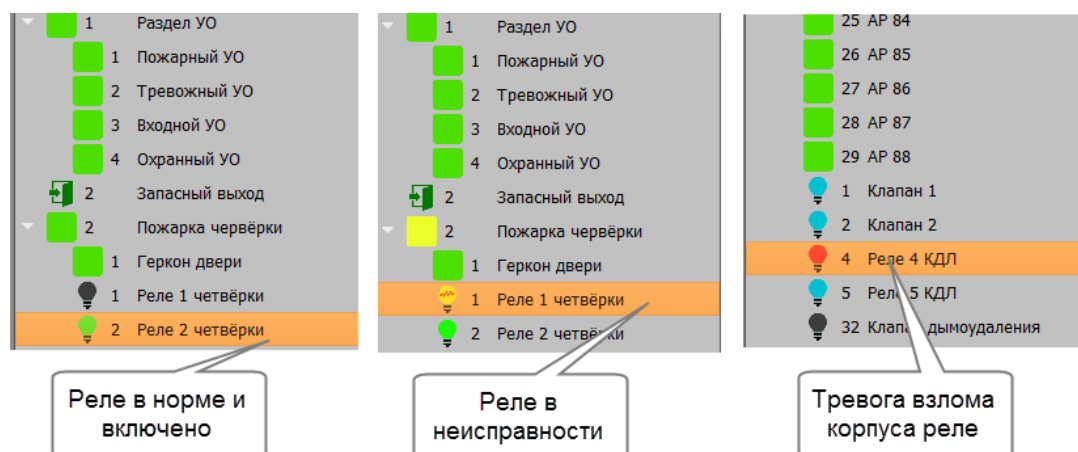 1 Раздел УО
1 Пожарный УО
2 Тревожный УО
3 Входной УО
4 Охранный УО
2 Запасный выход
2 Пожарка червёрки
1 Геркон двери
1 Реле 1 четвёрки
2 Реле 2 четвёрки
Реле в норме и
включено
1 Раздел УО
1 Пожарный УО
2 Тревожный УО
3 Входной УО
4 Охранный УО
2 Запасный выход
2 Пожарка червёрки
1 Геркон двери
1 Реле 1 четвёрки
2 Реле 2 четвёрки
Реле в
неисправности
25 АР 84
26 АР 85
27 АР 86
28 АР 87
29 АР 88
1 Клапан 1
2 Клапан 2
4 Реле 4 КДЛ
5 Реле 5 КДЛ
32 Клапан дымоудаления
Тревога взлома
корпуса реле